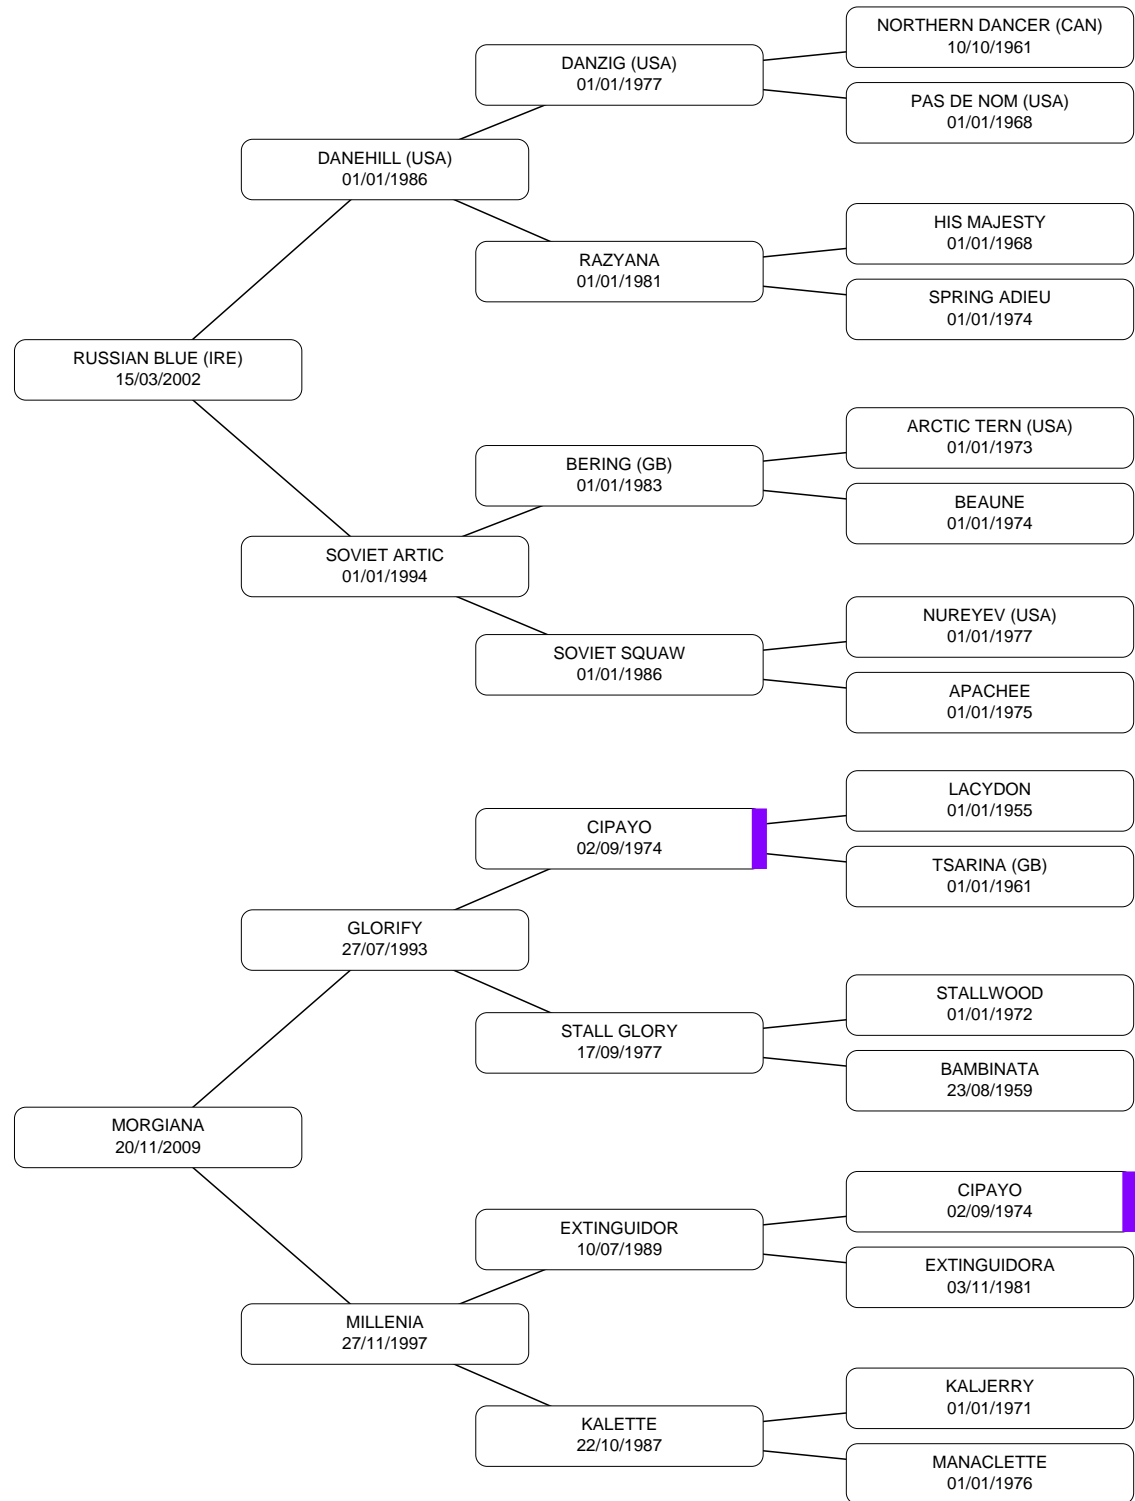 NORTHERN DANCER (CAN)
10/10/1961
DANZIG (USA)
01/01/1977
PAS DE NOM (USA)
01/01/1968
DANEHILL (USA)
01/01/1986
HIS MAJESTY
01/01/1968
RAZYANA
01/01/1981
SPRING ADIEU
01/01/1974
RUSSIAN BLUE (IRE)
15/03/2002
ARCTIC TERN (USA)
01/01/1973
BERING (GB)
01/01/1983
BEAUNE
01/01/1974
SOVIET ARTIC
01/01/1994
NUREYEV (USA)
01/01/1977
SOVIET SQUAW
01/01/1986
APACHEE
01/01/1975
LACYDON
01/01/1955
CIPAYO
02/09/1974
TSARINA (GB)
01/01/1961
GLORIFY
27/07/1993
STALLWOOD
01/01/1972
STALL GLORY
17/09/1977
BAMBINATA
23/08/1959
MORGIANA
20/11/2009
CIPAYO
02/09/1974
EXTINGUIDOR
10/07/1989
EXTINGUIDORA
03/11/1981
MILLENIA
27/11/1997
KALJERRY
01/01/1971
KALETTE
22/10/1987
MANACLETTE
01/01/1976